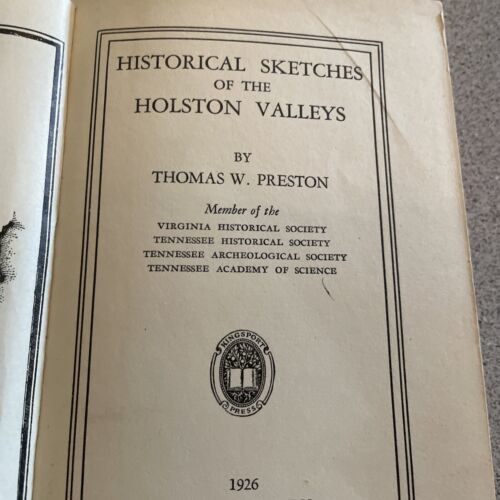 HISTORICAL SKETCHES
OF THE
HOLSTON VALLEYS
BY
THOMAS W. PRESTON
Member of the
VIRGINIA HISTORICAL SOCIETY
TENNESSEE HISTORICAL SOCIETY
TENNESSEE ARCHEOLOGICAL SOCIETY
TENNESSEE ACADEMY OF SCIENCE
KINGSPORT
PRESS
1926